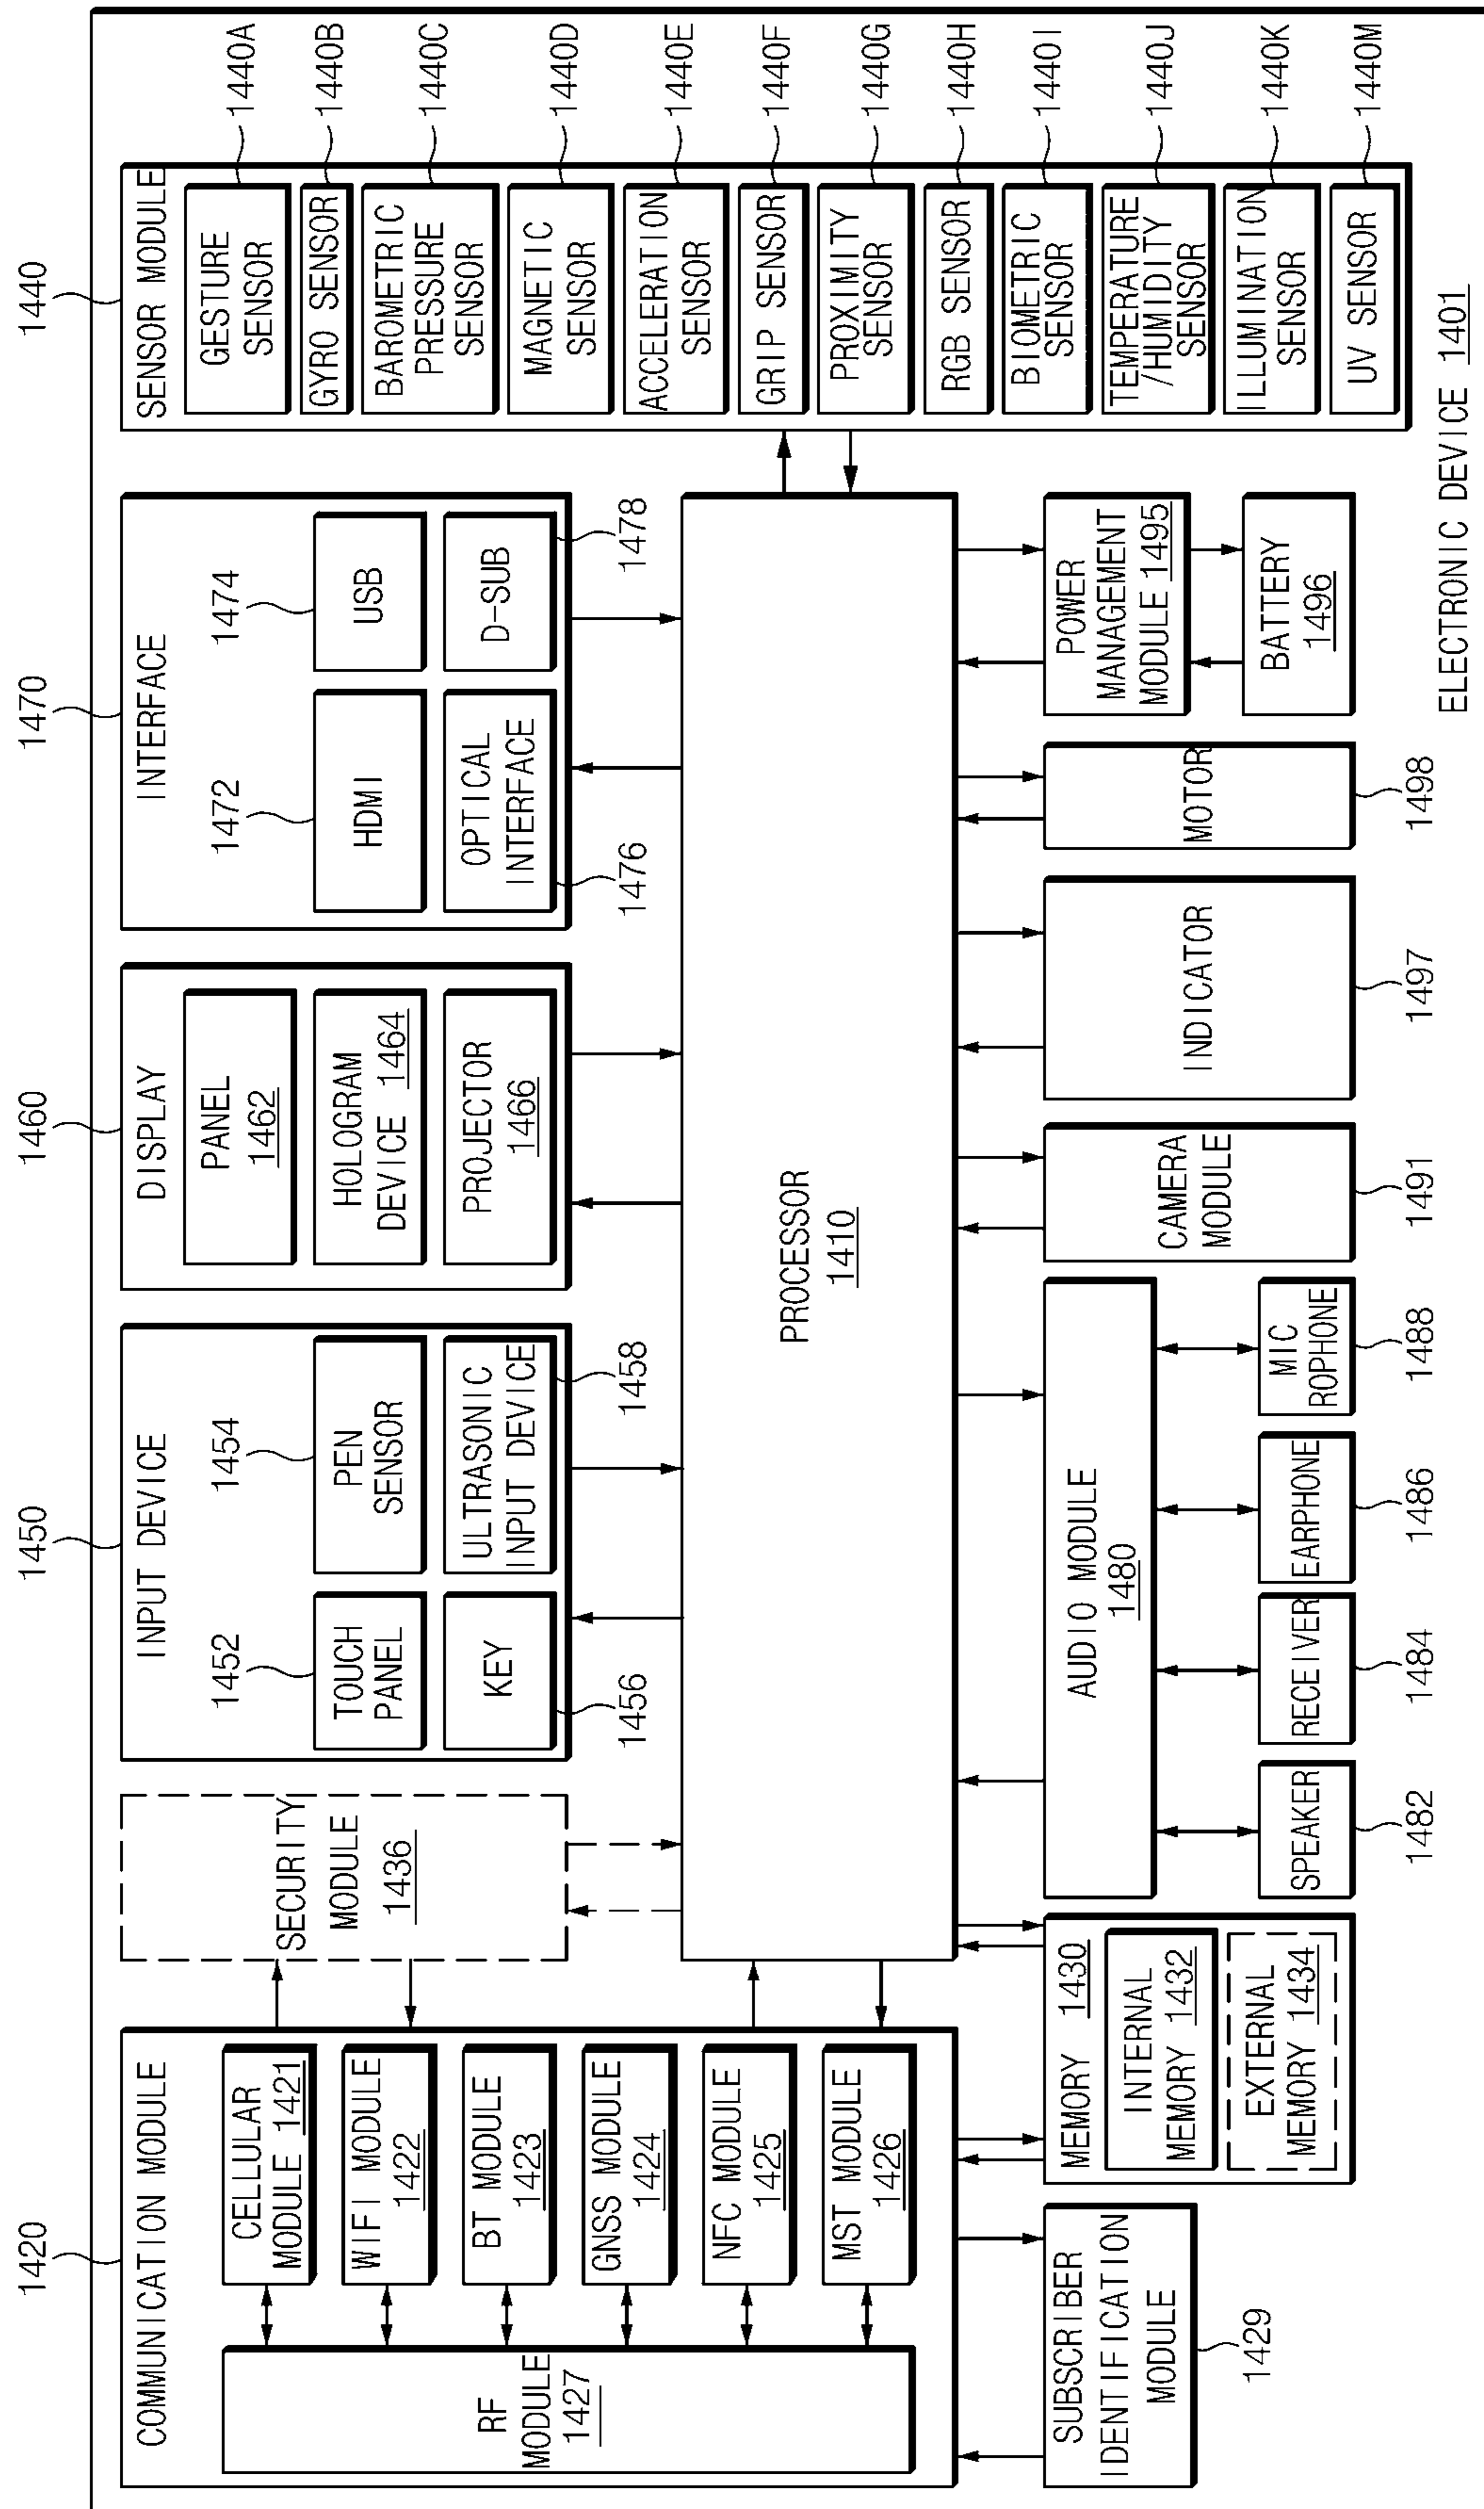 1420
COMMUNICATION MODULE
RF
MODULE
1427
CELLULAR
MODULE 1421
WIFI MODULE
1422
BT MODULE
1423
GNSS MODULE
1424
NFC MODULE
1425
MST MODULE
1426
SECURITY
MODULE
1436
1450
INPUT DEVICE
1452
TOUCH
PANEL
1454
PEN
SENSOR
KEY
1456
ULTRASONIC
INPUT DEVICE
1458
1460
DISPLAY
PANEL
1462
HOLOGRAM
DEVICE 1464
PROJECTOR
1466
1470
INTERFACE
1472
HDMI
1474
USB
OPTICAL
INTERFACE
1476
D-SUB
1478
1440
SENSOR MODULE
GESTURE
SENSOR
1440A
GYRO SENSOR
1440B
BAROMETRIC
PRESSURE
SENSOR
1440C
MAGNETIC
SENSOR
1440D
ACCELERATION
SENSOR
1440E
GRIP SENSOR
1440F
PROXIMITY
SENSOR
1440G
RGB SENSOR
1440H
BIOMETRIC
SENSOR
1440I
TEMPERATURE
/HUMIDITY
SENSOR
1440J
ILLUMINATION
SENSOR
1440K
UV SENSOR
1440M
PROCESSOR
1410
SUBSCRIBER
IDENTIFICATION
MODULE
1429
MEMORY 1430
INTERNAL
MEMORY 1432
EXTERNAL
MEMORY 1434
AUDIO MODULE
1480
SPEAKER
1482
RECEIVER
1484
EARPHONE
1486
MIC
ROPHONE
1488
CAMERA
MODULE
1491
INDICATOR
1497
MOTOR
1498
POWER
MANAGEMENT
MODULE 1495
BATTERY
1496
ELECTRONIC DEVICE 1401